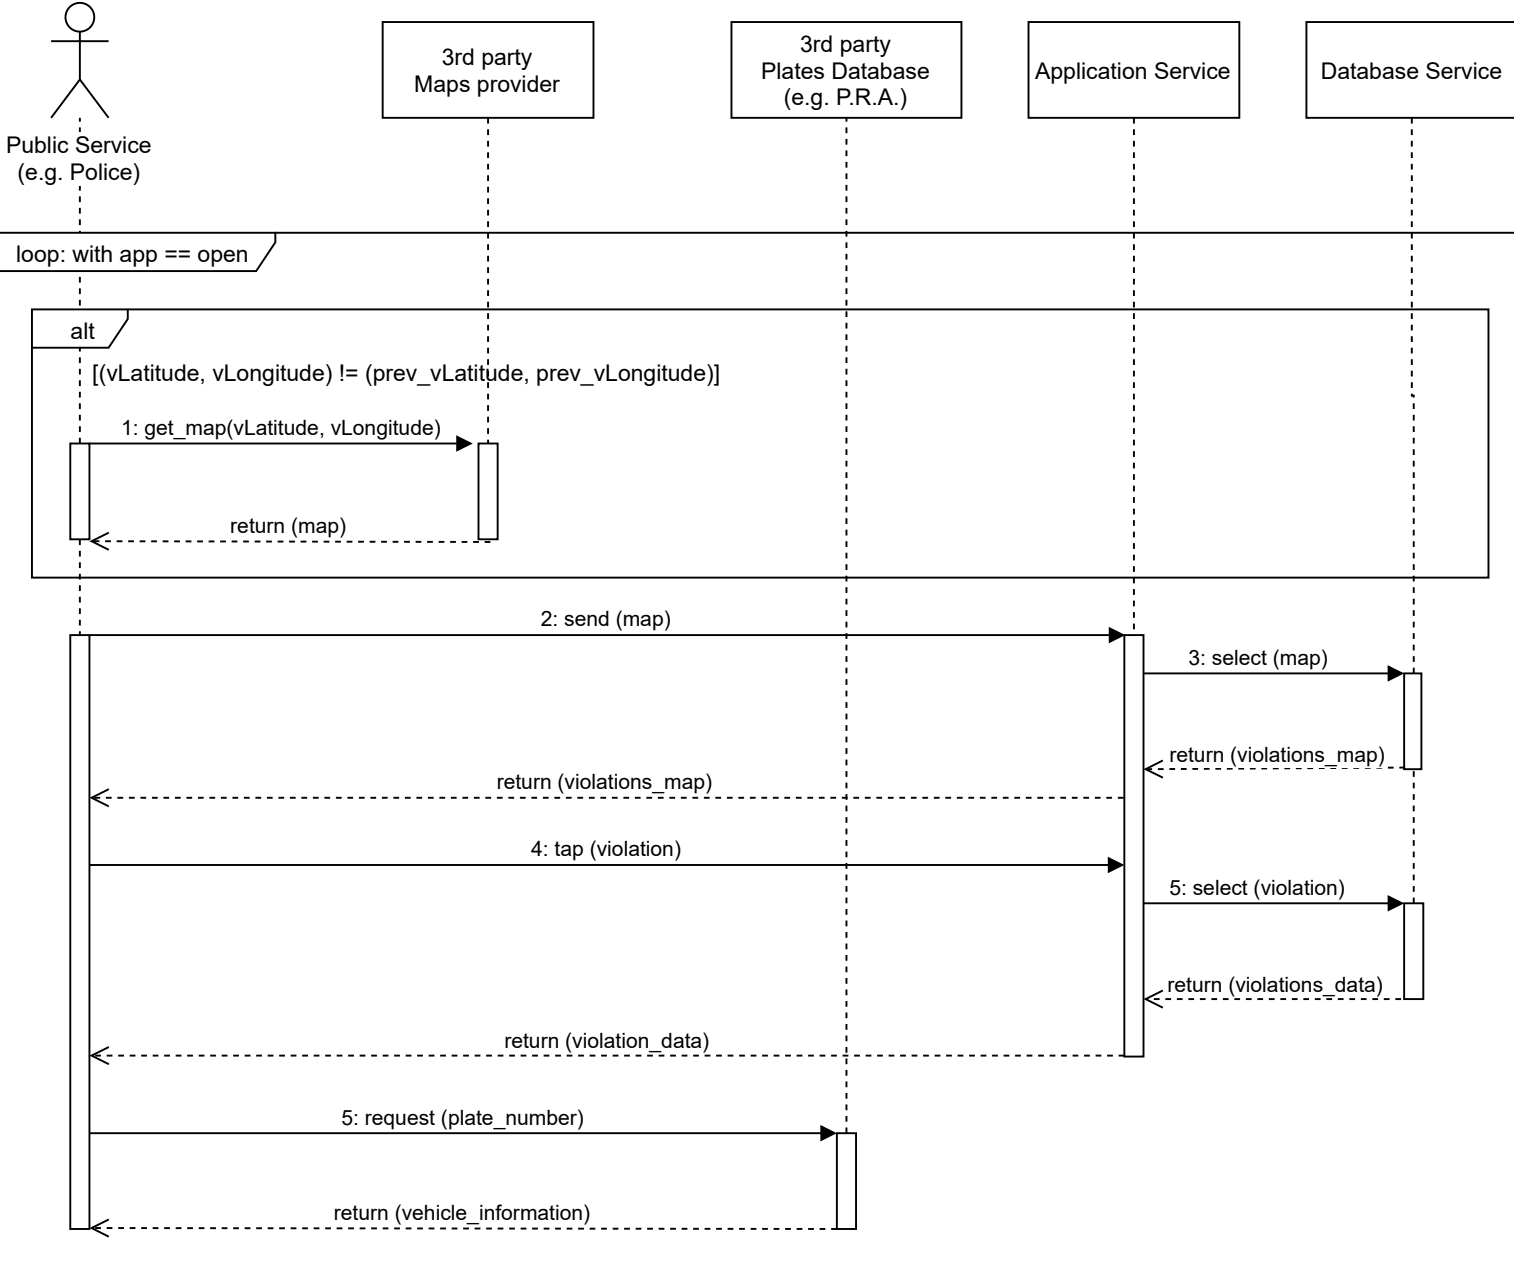 Public Service
(e.g. Police)
3rd party
Maps provider
3rd party
Plates Database
(e.g. P.R.A.)
Application Service
Database Service
loop: with app == open
alt
[(vLatitude, vLongitude) != (prev_vLatitude, prev_vLongitude)]
1: get_map(vLatitude, vLongitude)
return (map)
2: send (map)
3: select (map)
return (violations_map)
return (violations_map)
4: tap (violation)
5: select (violation)
return (violations_data)
return (violation_data)
5: request (plate_number)
return (vehicle_information)